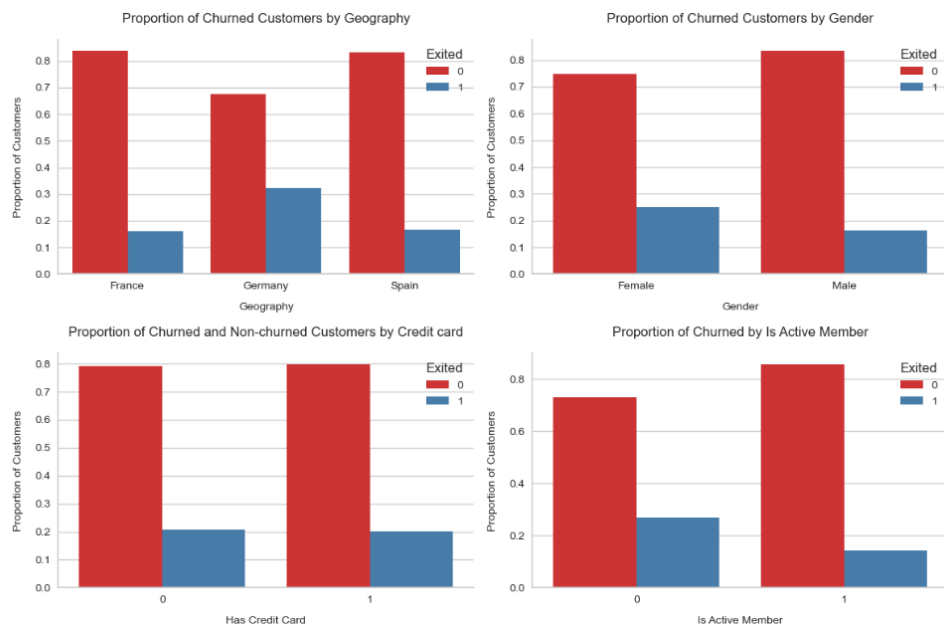 Proportion of Churned Customers by Geography
Exited
0
1
Proportion of Customers
0.8
0.7
0.6
0.5
0.4
0.3
0.2
0.1
0.0
France Germany Spain
Geography
Proportion of Churned Customers by Gender
Exited
0
1
Proportion of Customers
0.8
0.7
0.6
0.5
0.4
0.3
0.2
0.1
0.0
Female Male
Gender
Proportion of Churned and Non-churned Customers by Credit card
Exited
0
1
Proportion of Customers
0.8
0.7
0.6
0.5
0.4
0.3
0.2
0.1
0.0
0 1
Has Credit Card
Proportion of Churned by Is Active Member
Exited
0
1
Proportion of Customers
0.8
0.6
0.4
0.2
0.0
0 1
Is Active Member